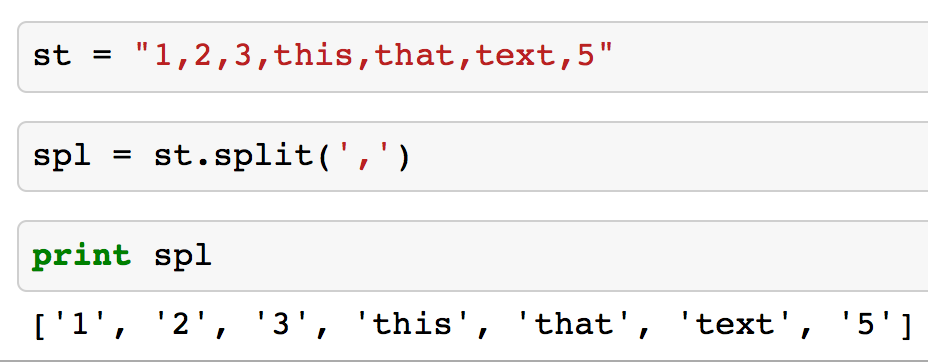 st = "1,2,3,this,that,text,5"
spl = st.split(',')
print spl
['1', '2', '3', 'this', 'that', 'text', '5']